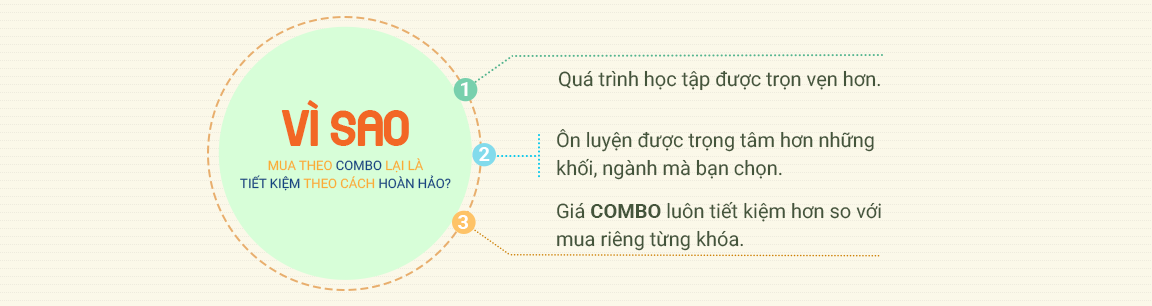 VÌ SAO
MUA THEO COMBO LẠI LÀ
TIẾT KIỆM THEO CÁCH HOÀN HẢO?
1
Quá trình học tập được trọn vẹn hơn.
2
Ôn luyện được trọng tâm hơn những
khối, ngành mà bạn chọn.
3
Giá COMBO luôn tiết kiệm hơn so với
mua riêng từng khóa.